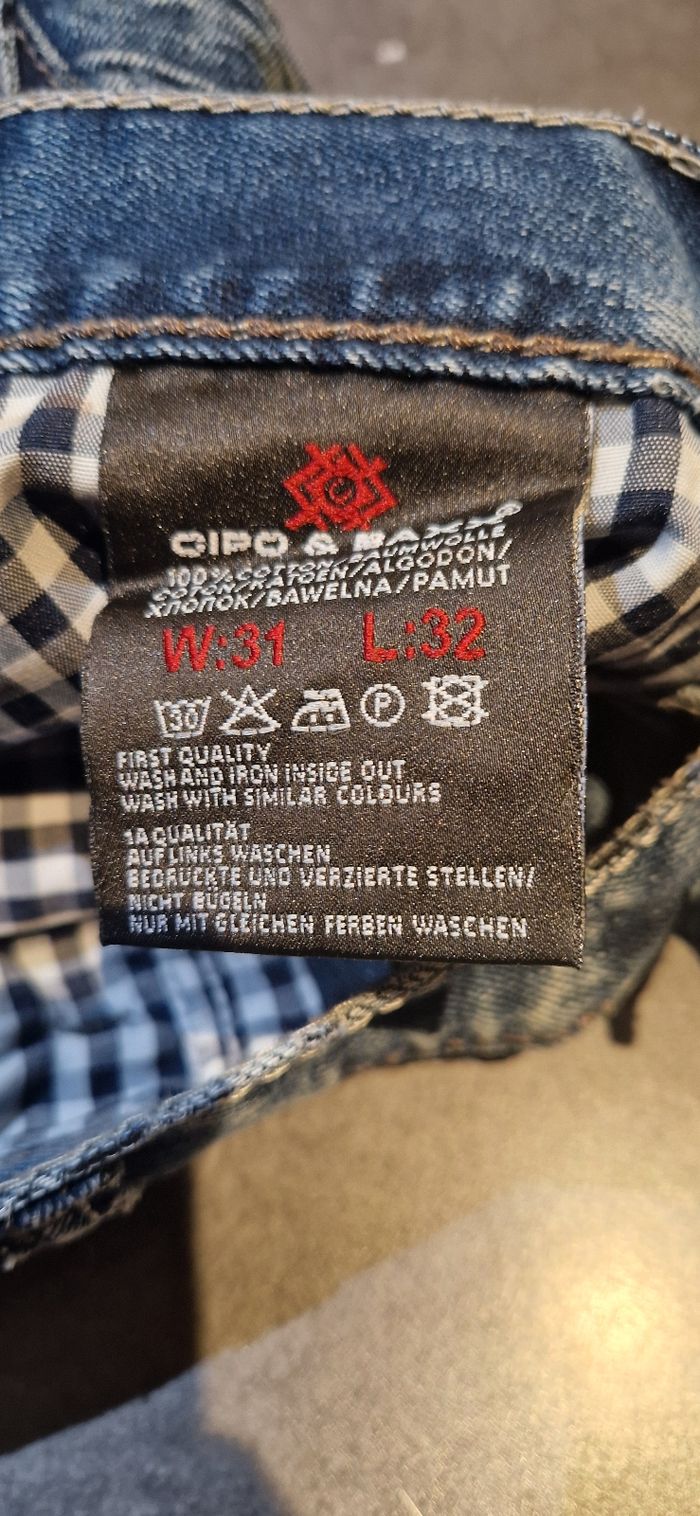 CIPO & BAXX®
100% COTTON/BAUMWOLLE
COTON/KATOEN/ALGODON/
ХЛОПОК/BAWELNA/PAMUT
W:31 L:32
30 P
FIRST QUALITY
WASH AND IRON INSIDE OUT
WASH WITH SIMILAR COLOURS
1A QUALITÄT
AUF LINKS WASCHEN
BEDRUCKTE UND VERZIERTE STELLEN/
NICHT BÜGELN
NUR MIT GLEICHEN FERBEN WASCHEN